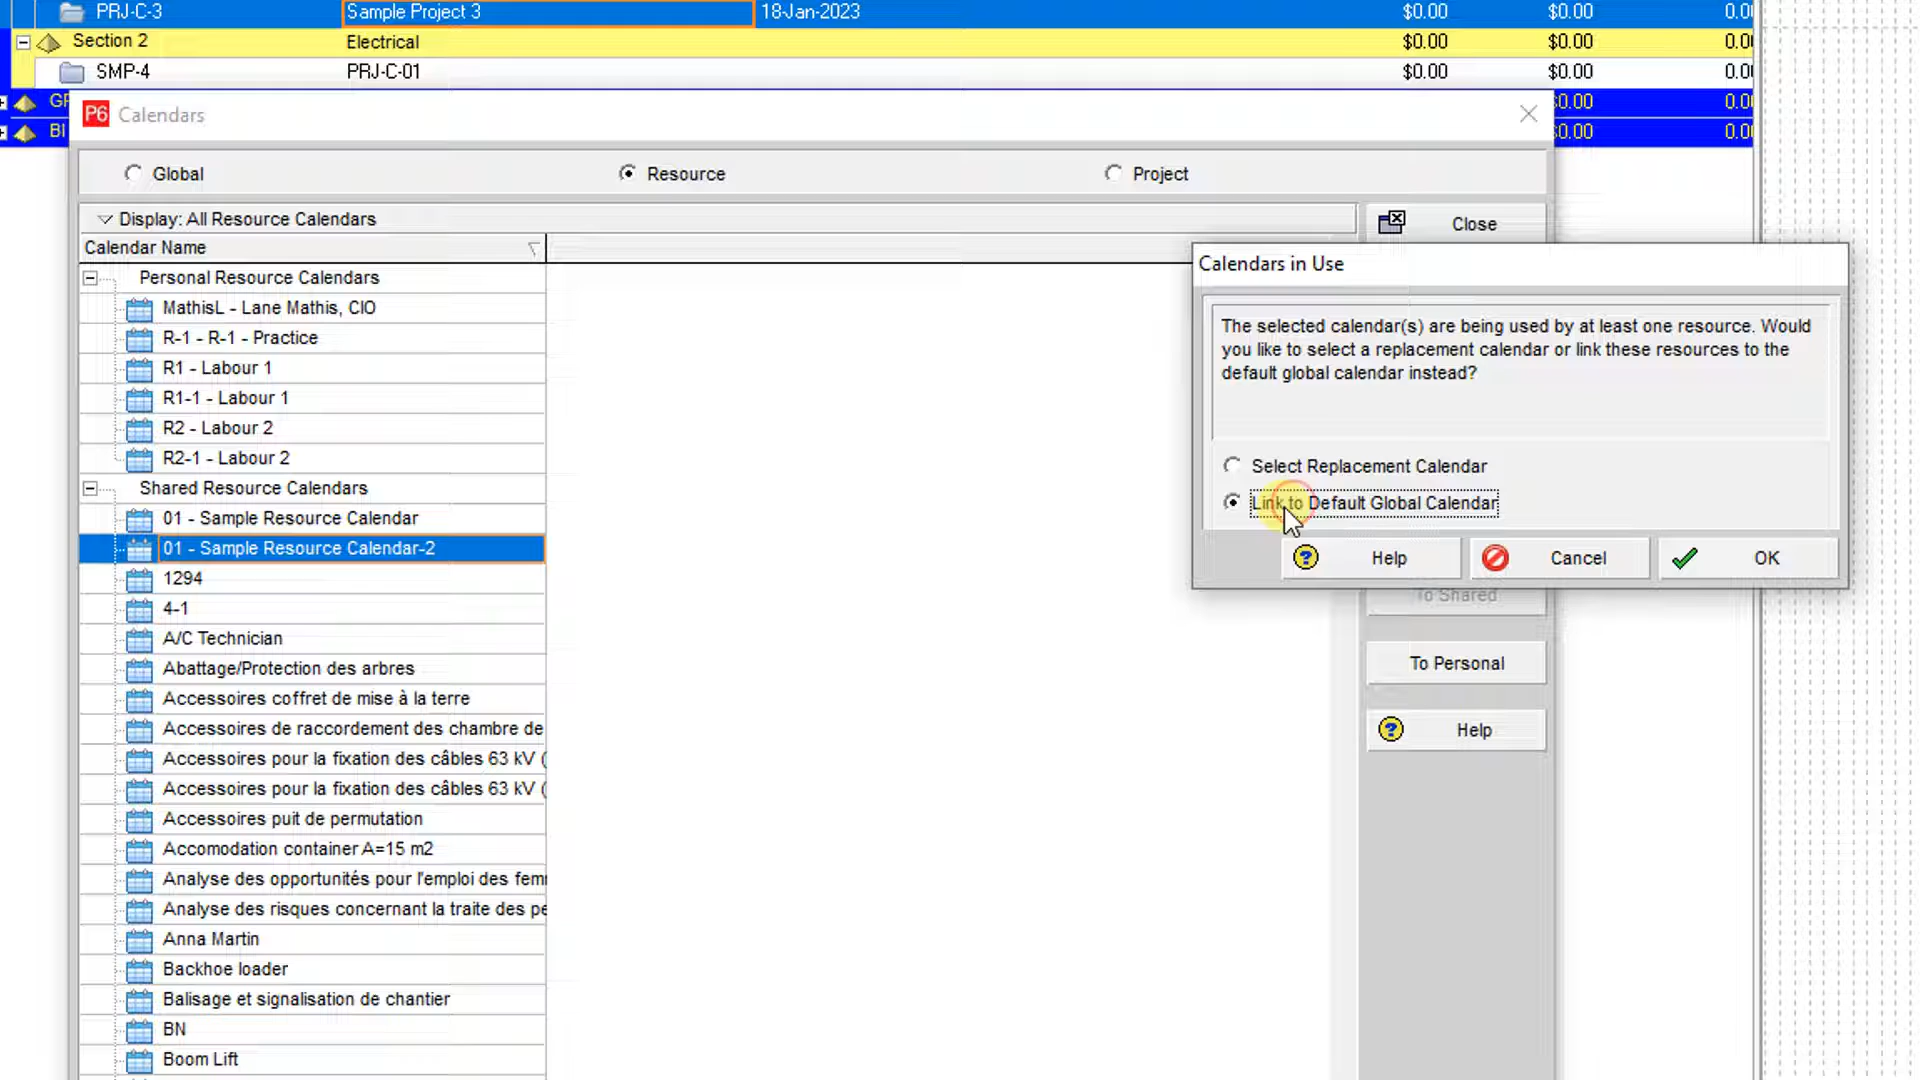 PRJ-C-3 Sample Project 3 18-Jan-2023 $0.00 $0.00
Section 2 Electrical $0.00 $0.00
SMP-4 PRJ-C-01 $0.00 $0.00
P6 Calendars
Global Resource Project
Display: All Resource Calendars
Close
Calendar Name
Personal Resource Calendars
MathisL - Lane Mathis, CIO
R-1 - R-1 - Practice
R1 - Labour 1
R1-1 - Labour 1
R2 - Labour 2
R2-1 - Labour 2
Shared Resource Calendars
01 - Sample Resource Calendar
01 - Sample Resource Calendar-2
1294
4-1
A/C Technician
Abattage/Protection des arbres
Accessoires coffret de mise à la terre
Accessoires de raccordement des chambre de
Accessoires pour la fixation des câbles 63 kV (
Accessoires pour la fixation des câbles 63 kV (
Accessoires puit de permutation
Accomodation container A=15 m2
Analyse des opportunités pour l'emploi des
Analyse des risques concernant la traite des
Anna Martin
Backhoe loader
Balisage et signalisation de chantier
BN
Boom Lift
Calendars in Use
The selected calendar(s) are being used by at least one resource. Would
you like to select a replacement calendar or link these resources to the
default global calendar instead?
Select Replacement Calendar
Link to Default Global Calendar
Help Cancel OK
To Shared
To Personal
Help